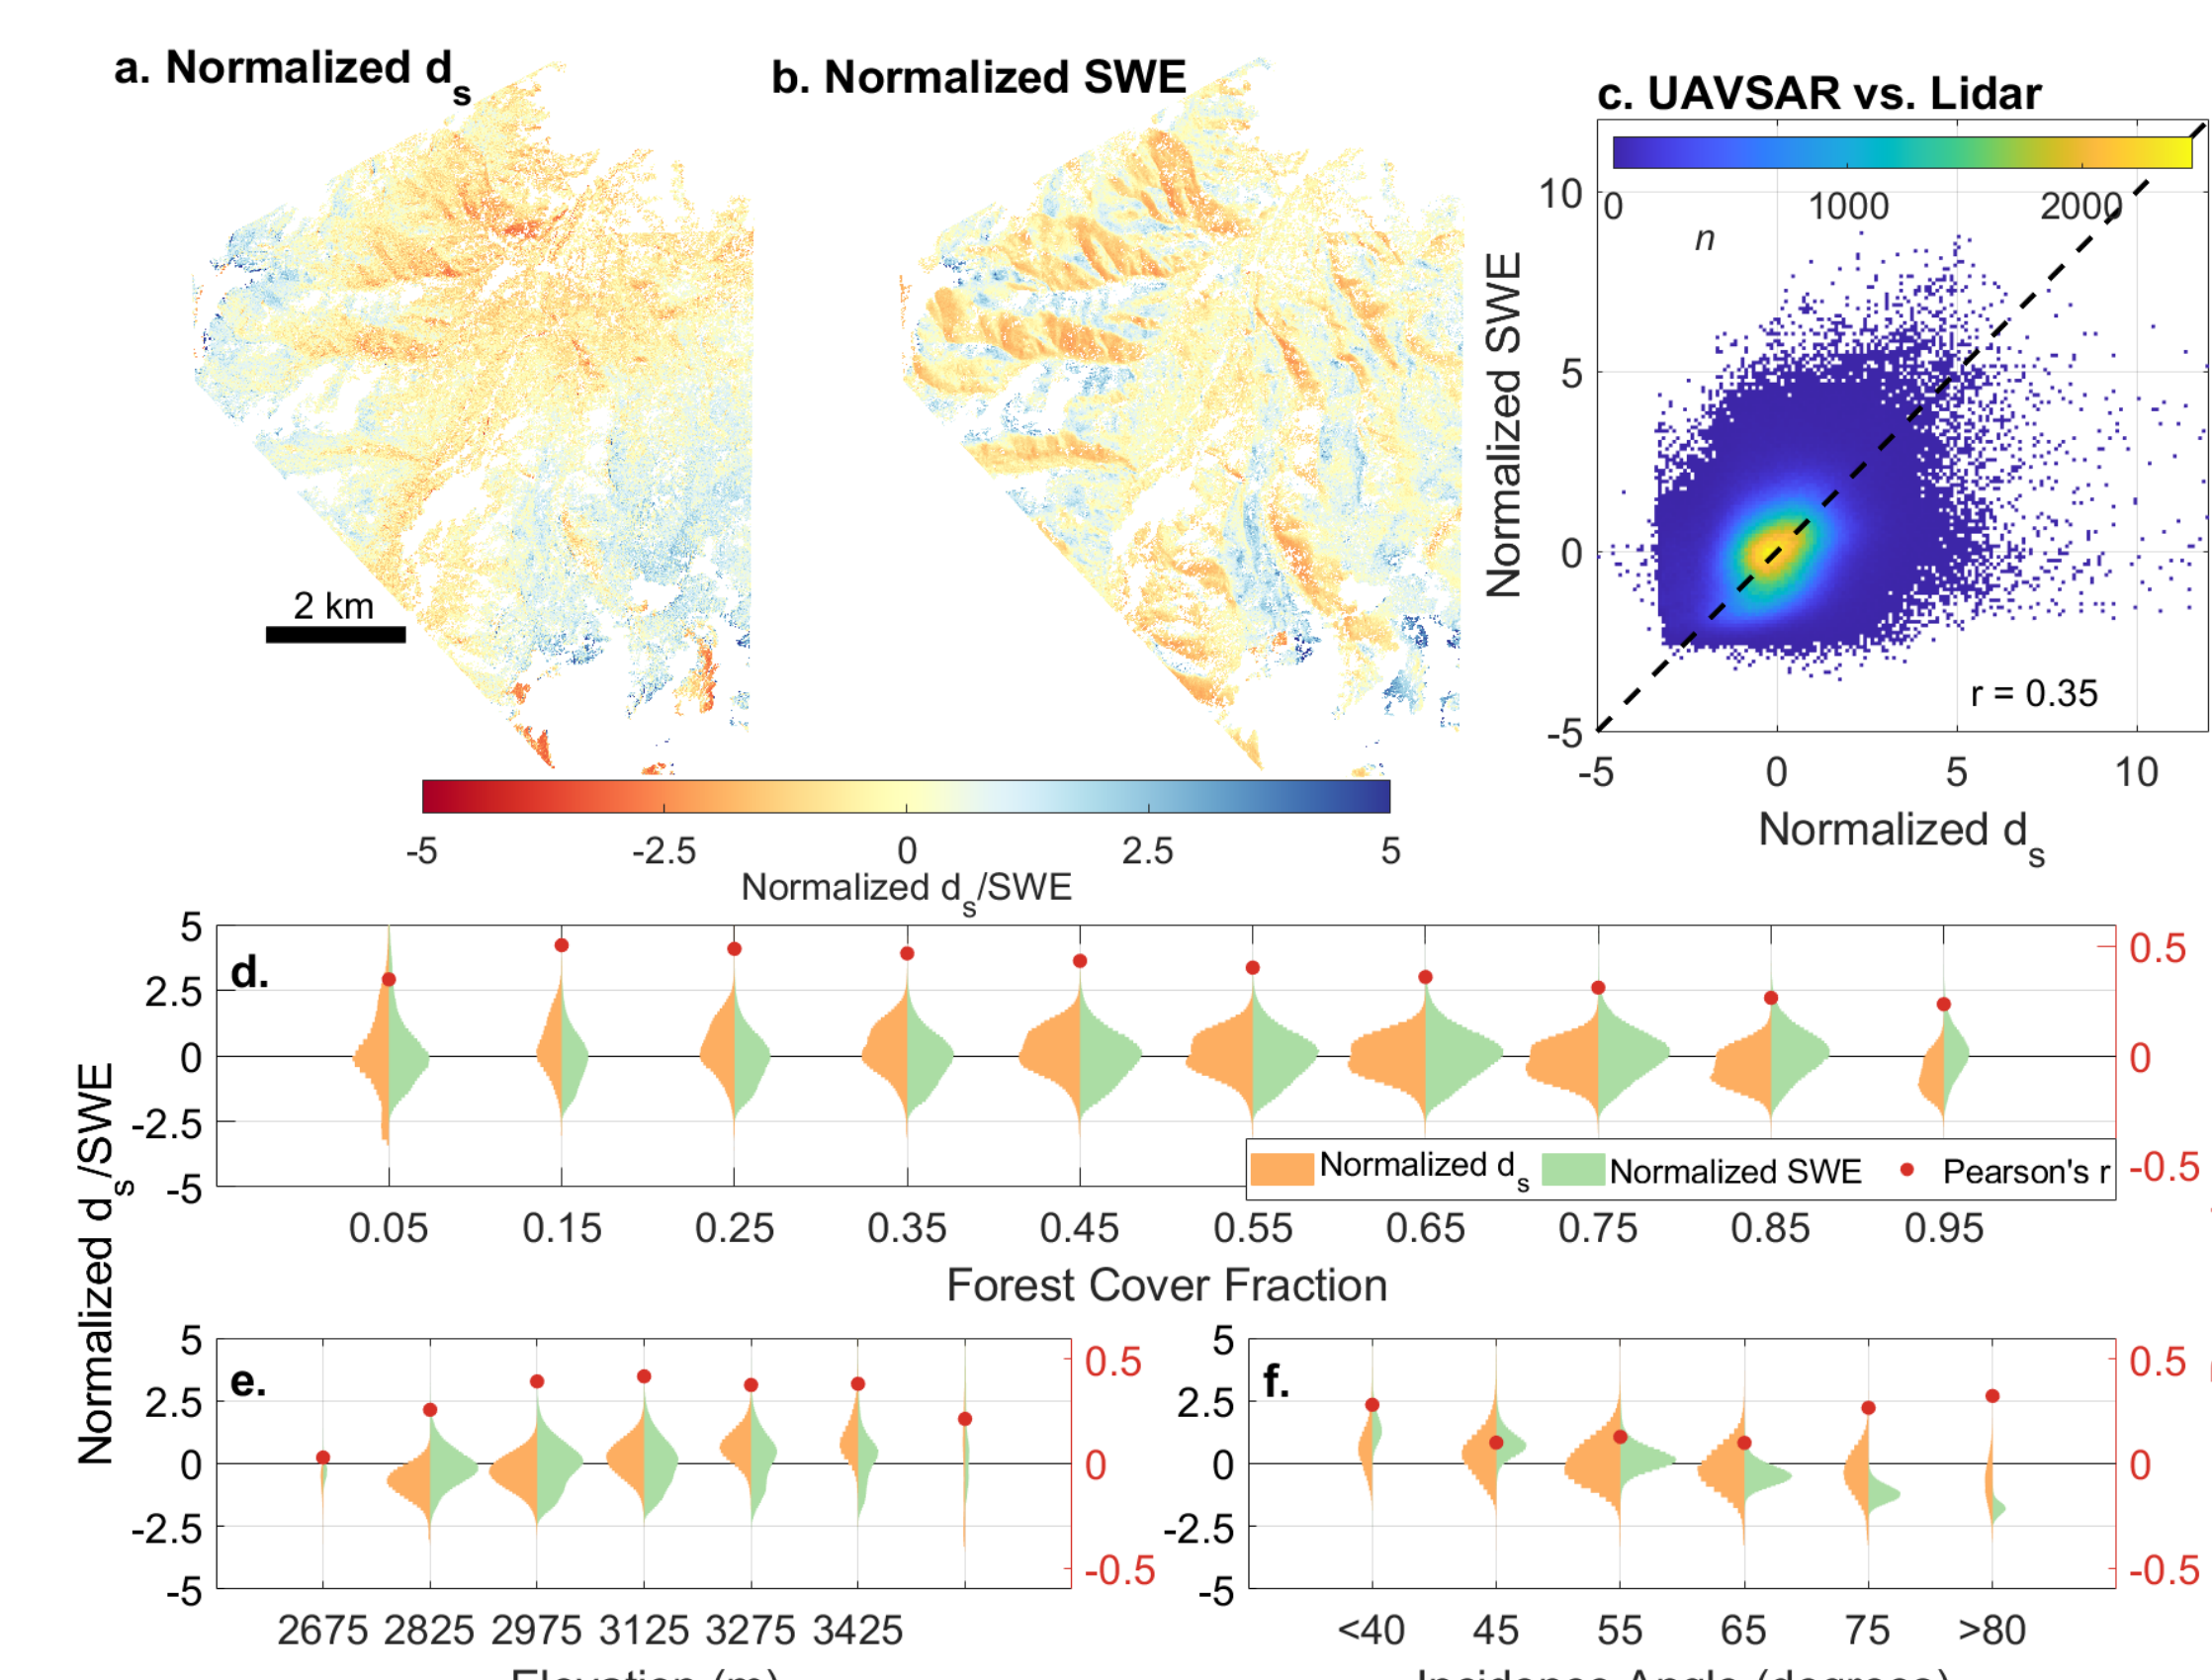 a. Normalized ds
b. Normalized SWE
c. UAVSAR vs. Lidar
0 1000 2000
n
10
5
0
-5
Normalized SWE
r = 0.35
-5 0 5 10
Normalized ds
2 km
-5 -2.5 0 2.5 5
Normalized ds/SWE
Normalized ds/SWE
d.
5
2.5
0
-2.5
-5
0.5
0
-0.5
Normalized ds Normalized SWE Pearson's r
0.05 0.15 0.25 0.35 0.45 0.55 0.65 0.75 0.85 0.95
Forest Cover Fraction
e.
5
2.5
0
-2.5
-5
0.5
0
-0.5
2675 2825 2975 3125 3275 3425
Elevation (m)
f.
5
2.5
0
-2.5
-5
0.5
0
-0.5
<40 45 55 65 75 >80
Incidence Angle (degrees)